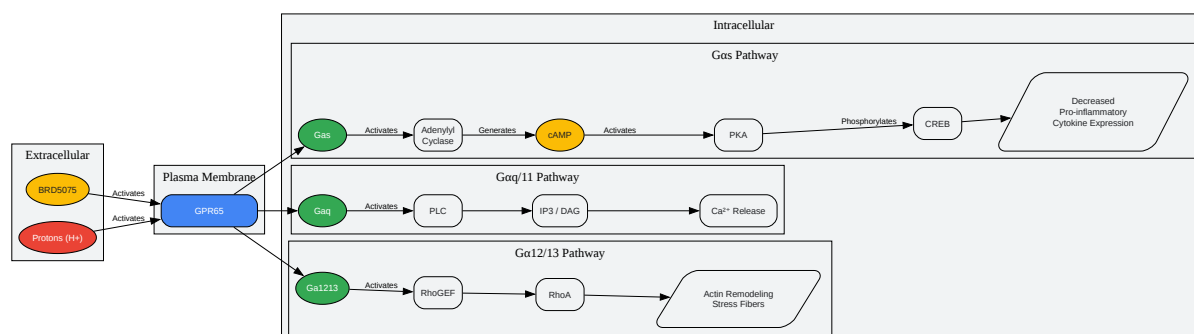 Intracellular
Gαs Pathway
Decreased
Pro-inflammatory
Cytokine Expression
Gas
Activates
Adenylyl
Cyclase
Generates
cAMP
Activates
PKA
Phosphorylates
CREB
Extracellular
BRD5075
Activates
Protons (H+)
Activates
Plasma Membrane
GPR65
Gαq/11 Pathway
Gaq
Activates
PLC
IP3 / DAG
Ca²⁺ Release
Gα12/13 Pathway
Ga1213
Activates
RhoGEF
RhoA
Actin Remodeling
Stress Fibers